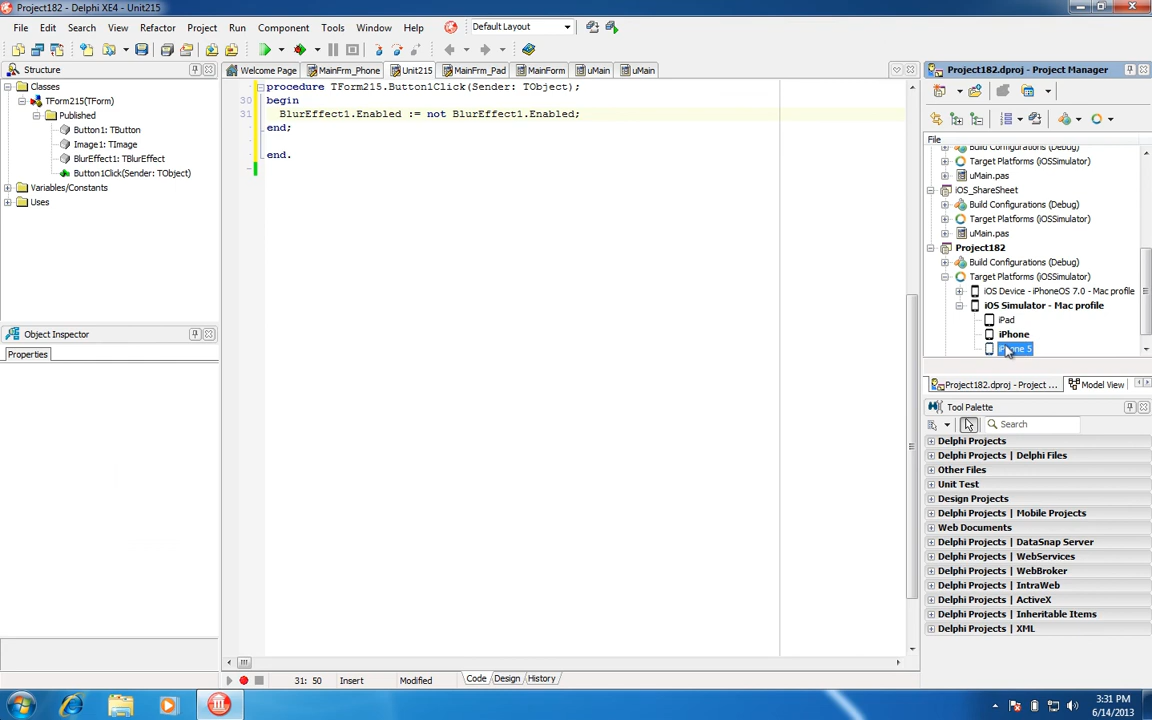 Project182 - Delphi XE4 - Unit215
File Edit Search View Refactor Project Run Component Tools Window Help
Default Layout
Structure
Classes
TForm215(TForm)
Published
Button1: TButton
Image1: TImage
BlurEffect1: TBlurEffect
Button1Click(Sender: TObject)
Variables/Constants
Uses
Object Inspector
Properties
Welcome Page MainFrm_Phone Unit215 MainFrm_Pad MainForm uMain uMain
procedure TForm215.Button1Click(Sender: TObject);
30 begin
31 BlurEffect1.Enabled := not BlurEffect1.Enabled;
end;
end.
31: 50 Insert Modified Code Design History
Project182.dproj - Project Manager
File
Build Configurations (Debug)
Target Platforms (iOSSimulator)
uMain.pas
iOS_ShareSheet
Build Configurations (Debug)
Target Platforms (iOSSimulator)
uMain.pas
Project182
Build Configurations (Debug)
Target Platforms (iOSSimulator)
iOS Device - iPhoneOS 7.0 - Mac profile
iOS Simulator - Mac profile
iPad
iPhone
iPhone 5
Project182.dproj - Project ... Model View
Tool Palette
Search
Delphi Projects
Delphi Projects | Delphi Files
Other Files
Unit Test
Design Projects
Delphi Projects | Mobile Projects
Web Documents
Delphi Projects | DataSnap Server
Delphi Projects | WebServices
Delphi Projects | WebBroker
Delphi Projects | IntraWeb
Delphi Projects | ActiveX
Delphi Projects | Inheritable Items
Delphi Projects | XML
3:31 PM
6/14/2013